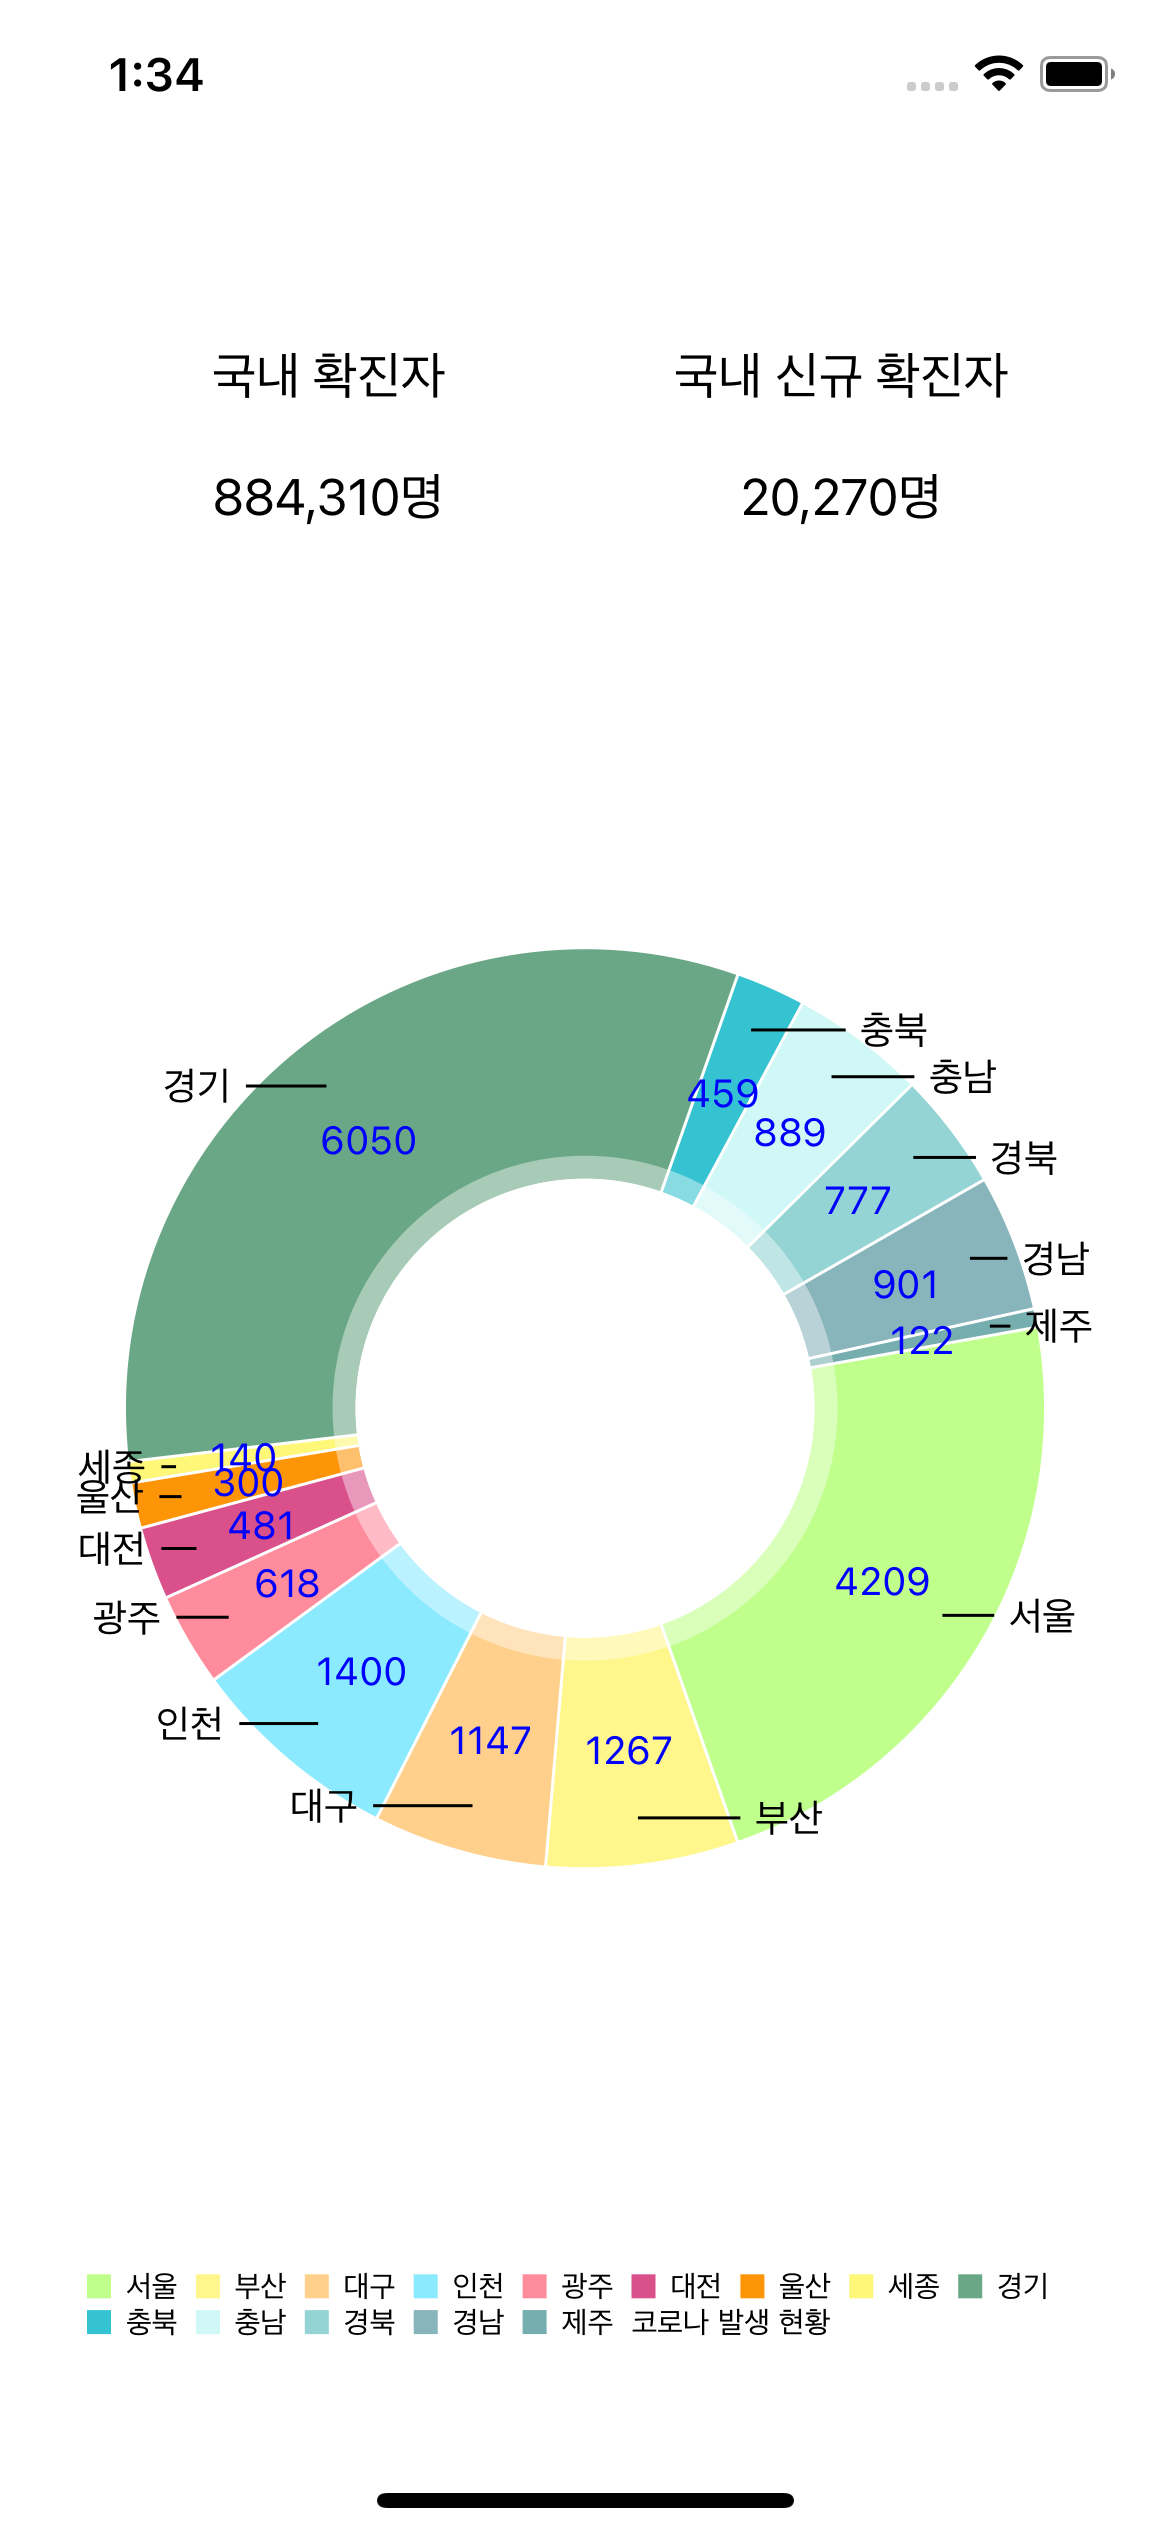 1:34
국내 확진자 국내 신규 확진자
884,310명 20,270명
충북
충남
경기
459
889
6050
경북
777
경남
901
제주
122
세종 140
울산 300
481
대전
618
4209
광주
서울
1400
인천
1147
1267
대구
부산
서울 부산 대구 인천 광주 대전 울산 세종 경기
충북 충남 경북 경남 제주 코로나 발생 현황